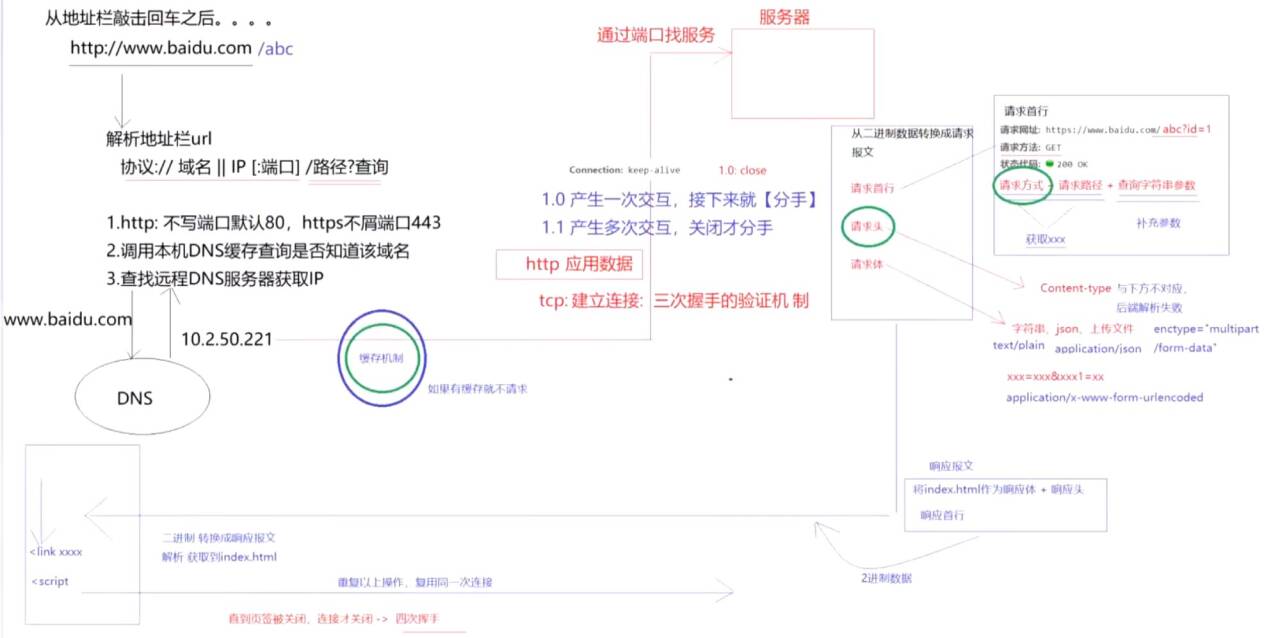 从地址栏敲击回车之后。。。。
http://www.baidu.com /abc
解析地址栏url
协议:// 域名 || IP [:端口] /路径?查询
1.http: 不写端口默认80，https不屑端口443
2.调用本机DNS缓存查询是否知道该域名
3.查找远程DNS服务器获取IP
www.baidu.com
10.2.50.221
DNS
缓存机制
如果有缓存就不请求
通过端口找服务
服务器
Connection: keep-alive
1.0: close
1.0 产生一次交互，接下来就【分手】
1.1 产生多次交互，关闭才分手
http 应用数据
tcp: 建立连接: 三次握手的验证机 制
从二进制数据转换成请求
报文
请求首行
请求头
请求体
请求首行
请求网址: https://www.baidu.com/ abc?id=1
请求方法: GET
状态代码: 200 OK
请求方式 + 请求路径 + 查询字符串参数
获取xxx
补充参数
Content-type 与下方不对应，
后端解析失败
字符串、json、上传文件 enctype="multipart
text/plain application/json /form-data"
xxx=xxx&xxx1=xx
application/x-www-form-urlencoded
响应报文
将index.html作为响应体 + 响应头
响应首行
2进制数据
二进制 转换成响应报文
解析 获取到index.html
<link xxxx
<script
重复以上操作，复用同一次连接
直到页签被关闭，连接才关闭 -> 四次挥手